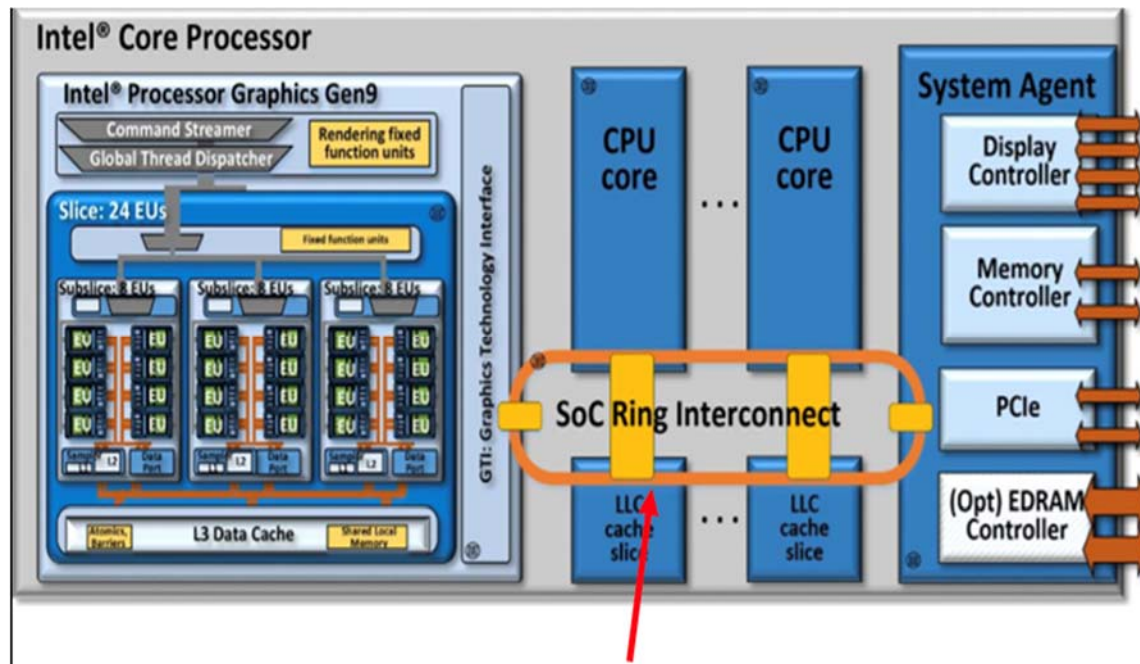 Intel® Core Processor
Intel® Processor Graphics Gen9
Command Streamer
Global Thread Dispatcher
Rendering fixed
function units
Slice: 24 EUs
Fixed function units
Subslice: 8 EUs
Subslice: 8 EUs
Subslice: 8 EUs
EU EU EU EU EU EU
EU EU EU EU EU EU
EU EU EU EU EU EU
EU EU EU EU EU EU
L2
Data
Port
L2
Data
Port
L2
Data
Port
Atomics,
Barriers
L3 Data Cache
Shared Local
Memory
GTI: Graphics Technology Interface
CPU
core
...
CPU
core
SoC Ring Interconnect
LLC
cache
slice
...
LLC
cache
slice
System Agent
Display
Controller
Memory
Controller
PCIe
(Opt) EDRAM
Controller